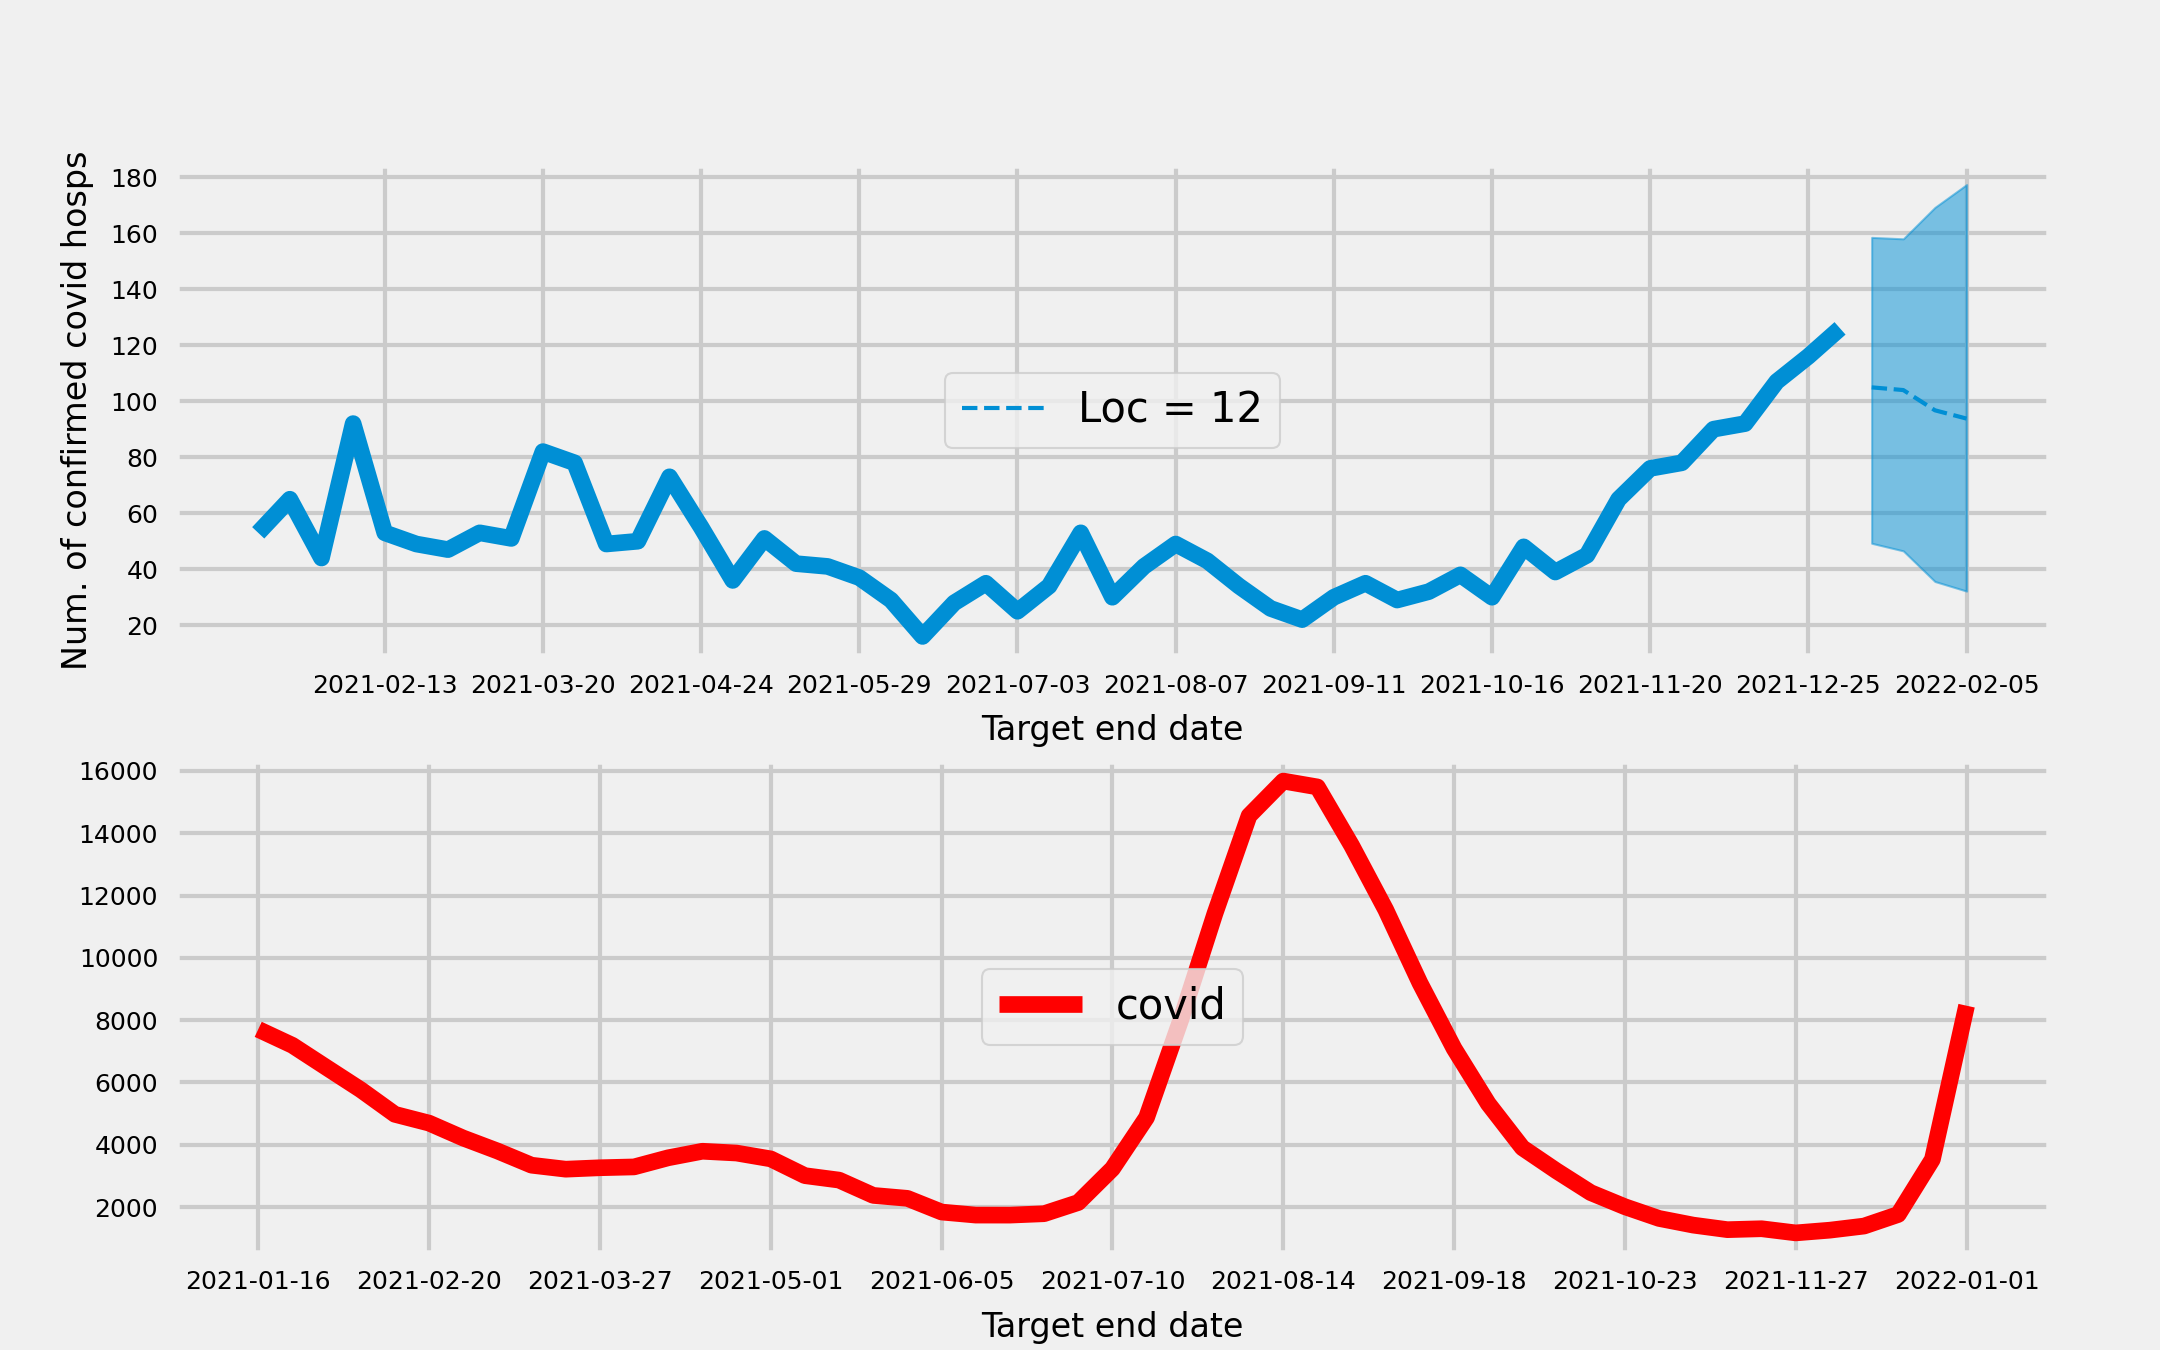 Num. of confirmed covid hosps
180
160
140
120
100
80
60
40
20
Loc = 12
2021-02-13 2021-03-20 2021-04-24 2021-05-29 2021-07-03 2021-08-07 2021-09-11 2021-10-16 2021-11-20 2021-12-25 2022-02-05
Target end date
16000
14000
12000
10000
8000
6000
4000
2000
covid
2021-01-16 2021-02-20 2021-03-27 2021-05-01 2021-06-05 2021-07-10 2021-08-14 2021-09-18 2021-10-23 2021-11-27 2022-01-01
Target end date